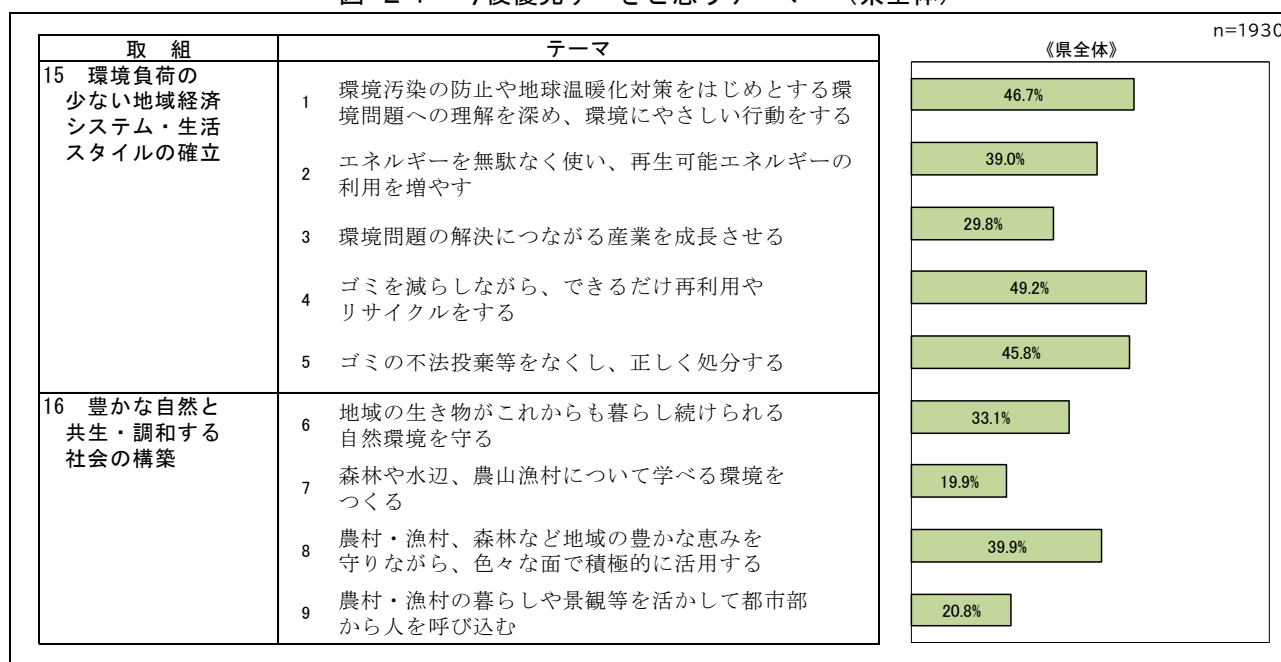 n=1930
取　組
テーマ
《県全体》
15　環境負荷の
少ない地域経済
システム・生活
スタイルの確立
1 環境汚染の防止や地球温暖化対策をはじめとする環
境問題への理解を深め、環境にやさしい行動をする
46.7%
2 エネルギーを無駄なく使い、再生可能エネルギーの
利用を増やす
39.0%
3 環境問題の解決につながる産業を成長させる
29.8%
4 ゴミを減らしながら、できるだけ再利用や
リサイクルをする
49.2%
5 ゴミの不法投棄等をなくし、正しく処分する
45.8%
16　豊かな自然と
共生・調和する
社会の構築
6 地域の生き物がこれからも暮らし続けられる
自然環境を守る
33.1%
7 森林や水辺、農山漁村について学べる環境を
つくる
19.9%
8 農村・漁村、森林など地域の豊かな恵みを
守りながら、色々な面で積極的に活用する
39.9%
9 農村・漁村の暮らしや景観等を活かして都市部
から人を呼び込む
20.8%